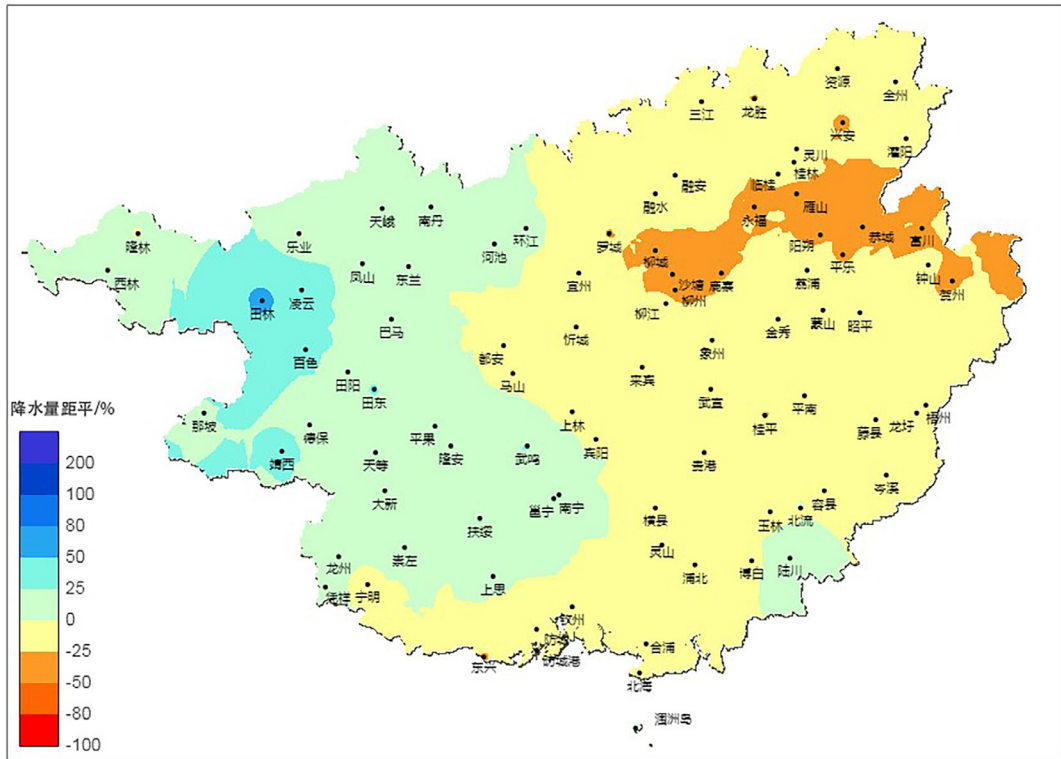 资源
全州
三江
龙胜
兴安
灌阳
灵川
桂林
临桂
融安
融水
永福
雁山
天峨
南丹
环江
河池
罗城
阳朔
恭城
富川
隆林
乐业
西林
凤山
东兰
柳城
平乐
钟山
宜州
沙塘
鹿寨
荔浦
贺州
凌云
田林
柳州
柳江
巴马
忻城
金秀
蒙山
昭平
百色
都安
象州
田阳
马山
来宾
田东
武宣
平南
降水量距平/%
那坡
德保
平果
上林
桂平
藤县
龙圩
梧州
靖西
天等
隆安
武鸣
宾阳
贵港
200
大新
邕宁
南宁
岑溪
100
扶绥
横县
玉林
北流
容县
80
50
龙州
崇左
灵山
浦北
博白
陆川
25
凭祥
宁明
上思
0
钦州
-25
防城
防城港
合浦
东兴
-50
北海
-80
涠洲岛
-100